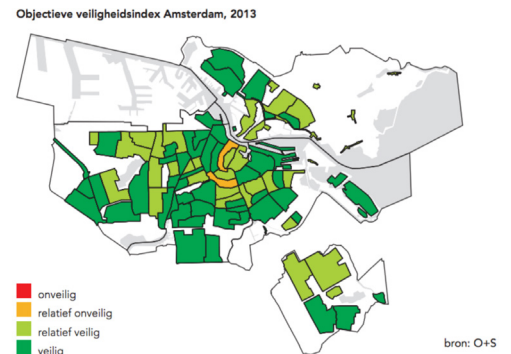 Objectieve veiligheidsindex Amsterdam, 2013
onveilig
relatief onveilig
relatief veilig
veilig
bron: O+S